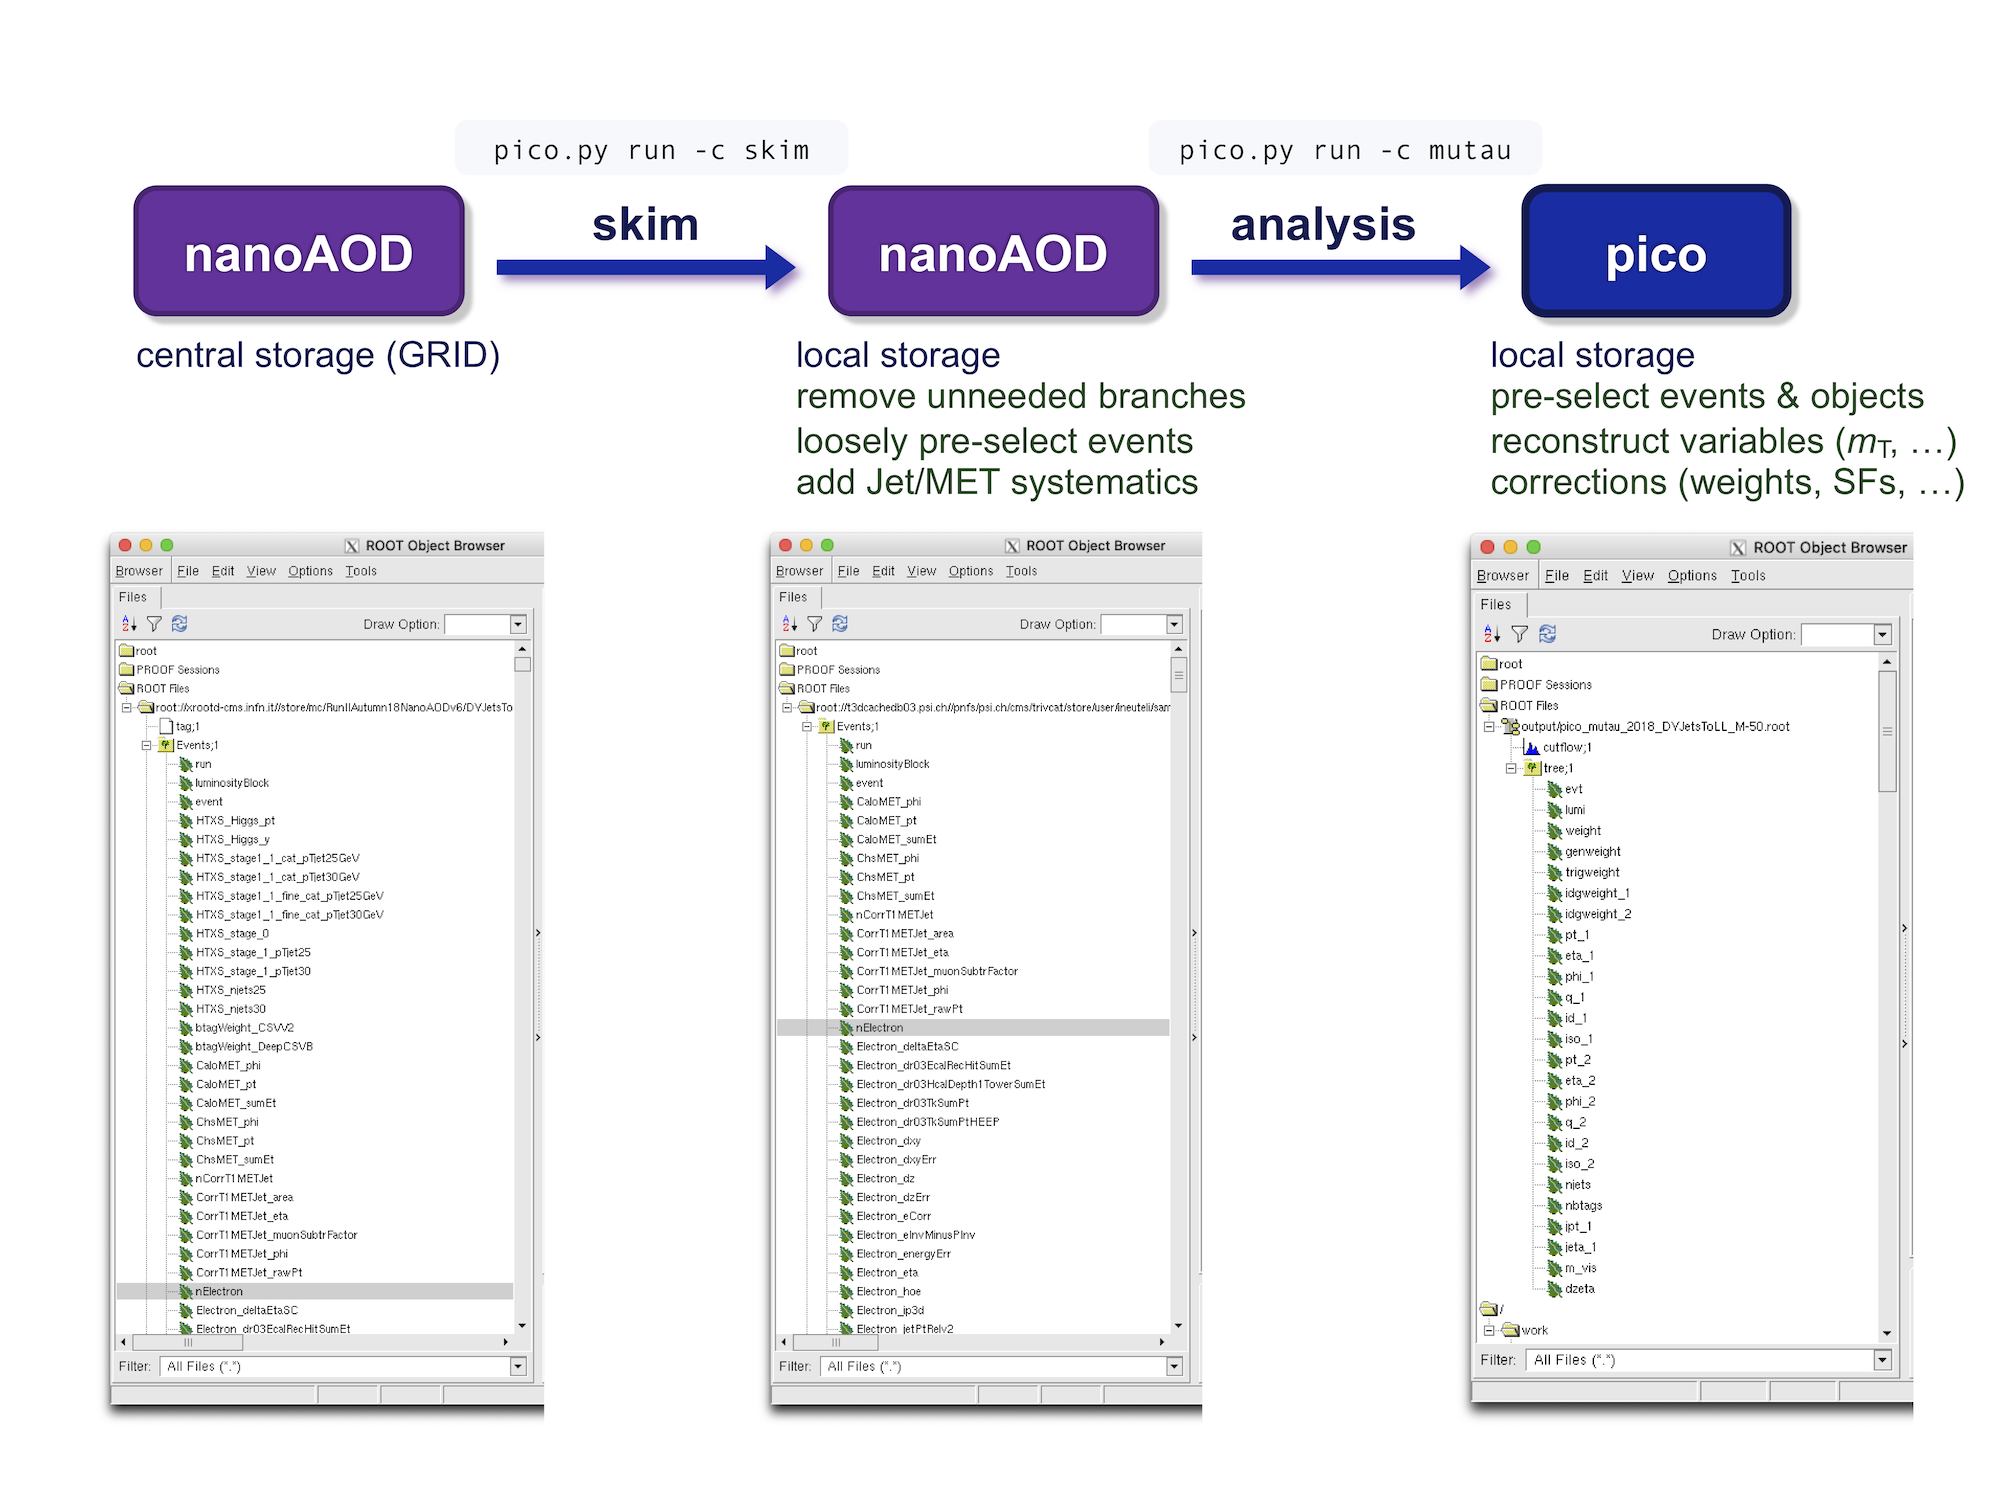 pico.py run -c skim
pico.py run -c mutau
nanoAOD
skim
nanoAOD
analysis
pico
central storage (GRID)
local storage
remove unneeded branches
loosely pre-select events
add Jet/MET systematics
local storage
pre-select events & objects
reconstruct variables (mT, …)
corrections (weights, SFs, …)
ROOT Object Browser
Browser File Edit View Options Tools
Files
Draw Option:
root
PROOF Sessions
ROOT Files
root://xrootd-cms.infn.it//store/mc/RunIIAutumn18NanoAODv6/DYJetsTo
tag;1
Events;1
run
luminosityBlock
event
HTXS_Higgs_pt
HTXS_Higgs_y
HTXS_stage1_1_cat_pTjet25GeV
HTXS_stage1_1_cat_pTjet30GeV
HTXS_stage1_1_fine_cat_pTjet25GeV
HTXS_stage1_1_fine_cat_pTjet30GeV
HTXS_stage_0
HTXS_stage_1_pTjet25
HTXS_stage_1_pTjet30
HTXS_njets25
HTXS_njets30
btagWeight_CSVV2
btagWeight_DeepCSVB
CaloMET_phi
CaloMET_pt
CaloMET_sumEt
ChsMET_phi
ChsMET_pt
ChsMET_sumEt
nCorrT1METJet
CorrT1METJet_area
CorrT1METJet_eta
CorrT1METJet_muonSubtrFactor
CorrT1METJet_phi
CorrT1METJet_rawPt
nElectron
Electron_deltaEtaSC
Electron_dr03EcalRecHitSumEt
Filter: All Files (*.*)
ROOT Object Browser
Browser File Edit View Options Tools
Files
Draw Option:
root
PROOF Sessions
ROOT Files
root://t3dcachedb03.psi.ch//pnfs/psi.ch/cms/trivcat/store/user/ineuteli/sam
Events;1
run
luminosityBlock
event
CaloMET_phi
CaloMET_pt
CaloMET_sumEt
ChsMET_phi
ChsMET_pt
ChsMET_sumEt
nCorrT1METJet
CorrT1METJet_area
CorrT1METJet_eta
CorrT1METJet_muonSubtrFactor
CorrT1METJet_phi
CorrT1METJet_rawPt
nElectron
Electron_deltaEtaSC
Electron_dr03EcalRecHitSumEt
Electron_dr03HcalDepth1TowerSumEt
Electron_dr03TkSumPt
Electron_dr03TkSumPtHEEP
Electron_dxy
Electron_dxyErr
Electron_dz
Electron_dzErr
Electron_eCorr
Electron_eInvMinusPInv
Electron_energyErr
Electron_eta
Electron_hoe
Electron_ip3d
Electron_jetPtRelv2
Filter: All Files (*.*)
ROOT Object Browser
Browser File Edit View Options Tools
Files
Draw Option:
root
PROOF Sessions
ROOT Files
output/pico_mutau_2018_DYJetsToLL_M-50.root
cutflow;1
tree;1
evt
lumi
weight
genweight
trigweight
idgweight_1
idgweight_2
pt_1
eta_1
phi_1
q_1
id_1
iso_1
pt_2
eta_2
phi_2
q_2
id_2
iso_2
njets
nbtags
jpt_1
jeta_1
m_vis
dzeta
/
work
Filter: All Files (*.*)